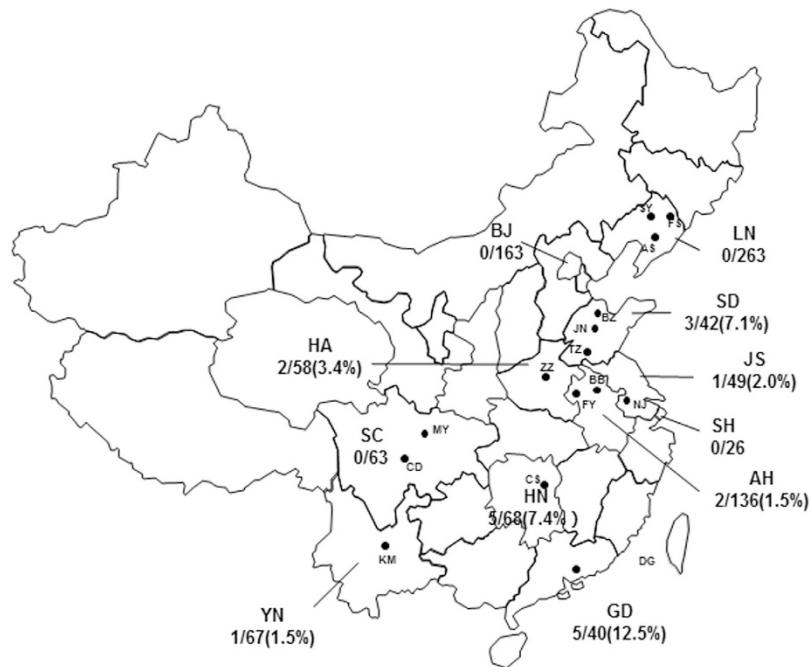 SY
FS
AS
BJ
0/163
LN
0/263
SD
3/42(7.1%)
BZ
JN
TZ
HA
2/58(3.4%)
ZZ
JS
1/49(2.0%)
BB
FY
NJ
SH
0/26
SC
0/63
MY
CD
AH
2/136(1.5%)
CS
HN
5/68(7.4%)
KM
DG
YN
1/67(1.5%)
GD
5/40(12.5%)